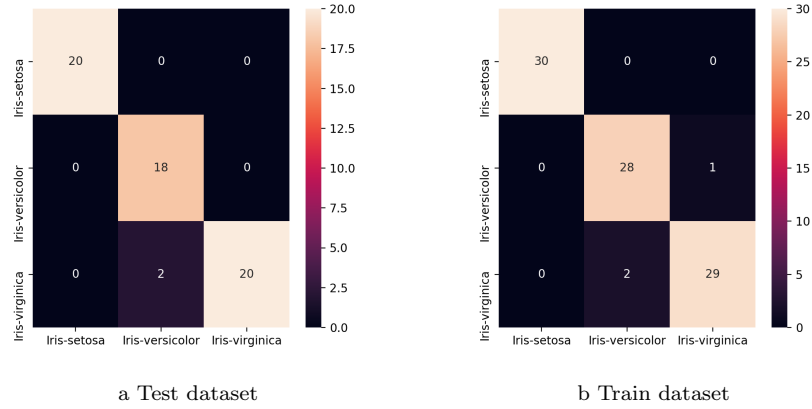 Iris-setosa
Iris-versicolor
Iris-virginica
20 0 0
0 18 0
0 2 20
Iris-setosa Iris-versicolor Iris-virginica
20.0
17.5
15.0
12.5
10.0
7.5
5.0
2.5
0.0
a Test dataset
Iris-setosa
Iris-versicolor
Iris-virginica
30 0 0
0 28 1
0 2 29
Iris-setosa Iris-versicolor Iris-virginica
30
25
20
15
10
5
0
b Train dataset